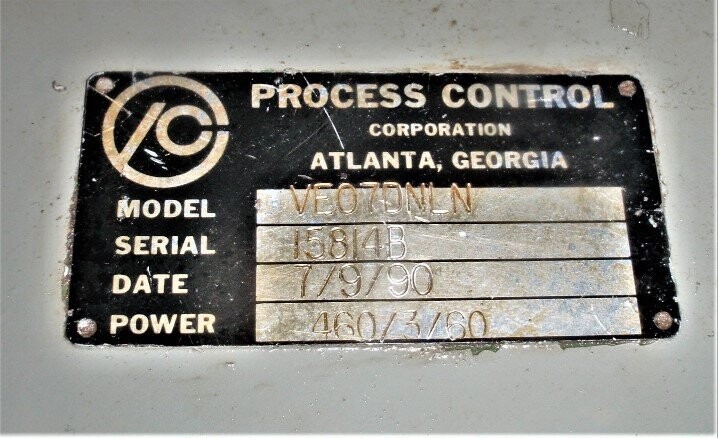 PROCESS CONTROL
CORPORATION
ATLANTA, GEORGIA
MODEL VE07DNLN
SERIAL 15814B
DATE 7/9/90
POWER 460/3/60